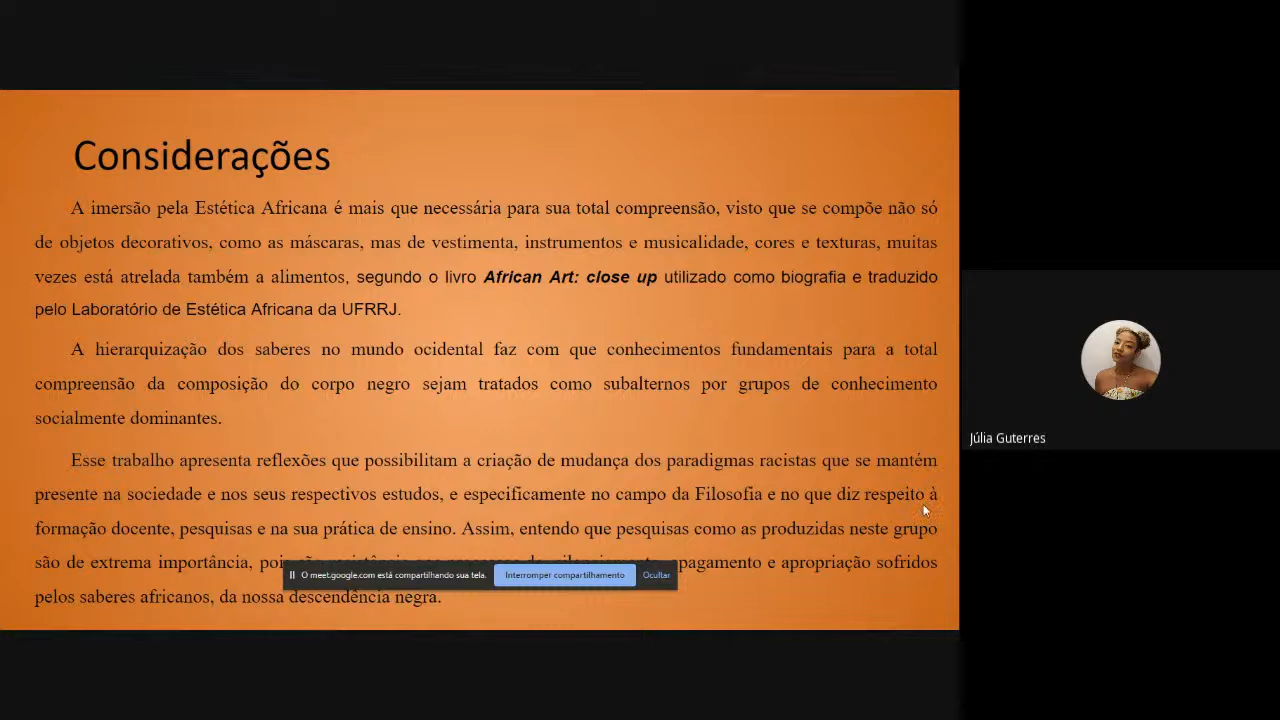 Considerações
A imersão pela Estética Africana é mais que necessária para sua total compreensão, visto que se compõe não só
de objetos decorativos, como as máscaras, mas de vestimenta, instrumentos e musicalidade, cores e texturas, muitas
vezes está atrelada também a alimentos, segundo o livro African Art: close up utilizado como biografia e traduzido
pelo Laboratório de Estética Africana da UFRRJ.
A hierarquização dos saberes no mundo ocidental faz com que conhecimentos fundamentais para a total
compreensão da composição do corpo negro sejam tratados como subalternos por grupos de conhecimento
socialmente dominantes.
Esse trabalho apresenta reflexões que possibilitam a criação de mudança dos paradigmas racistas que se mantém
presente na sociedade e nos seus respectivos estudos, e especificamente no campo da Filosofia e no que diz respeito à
formação docente, pesquisas e na sua prática de ensino. Assim, entendo que pesquisas como as produzidas neste grupo
são de extrema importância, pois são resistência aos processos de silenciamento, apagamento e apropriação sofridos
pelos saberes africanos, da nossa descendência negra.
O meet.google.com está compartilhando sua tela. Interromper compartilhamento Ocultar
Júlia Guterres